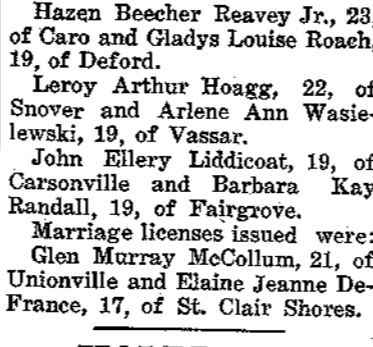 Hazen Beecher Reavey Jr., 23,
of Caro and Gladys Louise Roach,
19, of Deford.
Leroy Arthur Hoagg, 22, of
Snover and Arlene Ann Wasie-
lewski, 19, of Vassar.
John Ellery Liddicoat, 19, of
Carsonville and Barbara Kay
Randall, 19, of Fairgrove.
Marriage licenses issued were:
Glen Murray McCollum, 21, of
Unionville and Elaine Jeanne De-
France, 17, of St. Clair Shores.